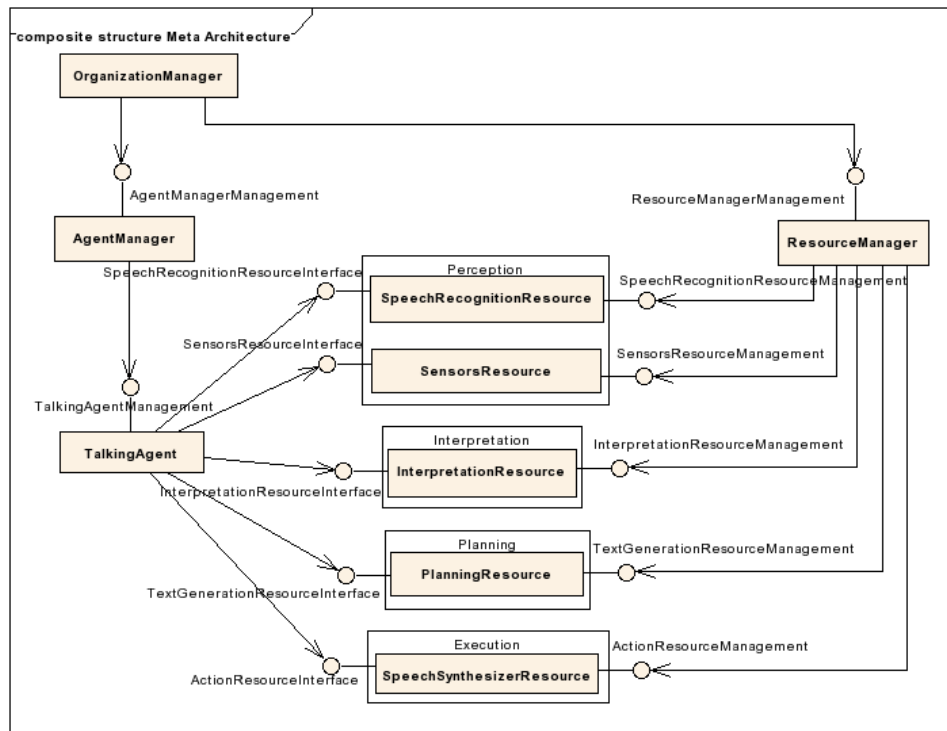 composite structure Meta Architecture
OrganizationManager
AgentManagerManagement
ResourceManagerManagement
AgentManager
ResourceManager
SpeechRecognitionResourceInterface
Perception
SpeechRecognitionResource
SpeechRecognitionResourceManagement
SensorsResourceInterface
SensorsResource
SensorsResourceManagement
TalkingAgentManagement
TalkingAgent
Interpretation
InterpretationResourceManagement
InterpretationResource
InterpretationResourceInterface
Planning
TextGenerationResourceManagement
PlanningResource
TextGenerationResourceInterface
Execution
ActionResourceManagement
SpeechSynthesizerResource
ActionResourceInterface